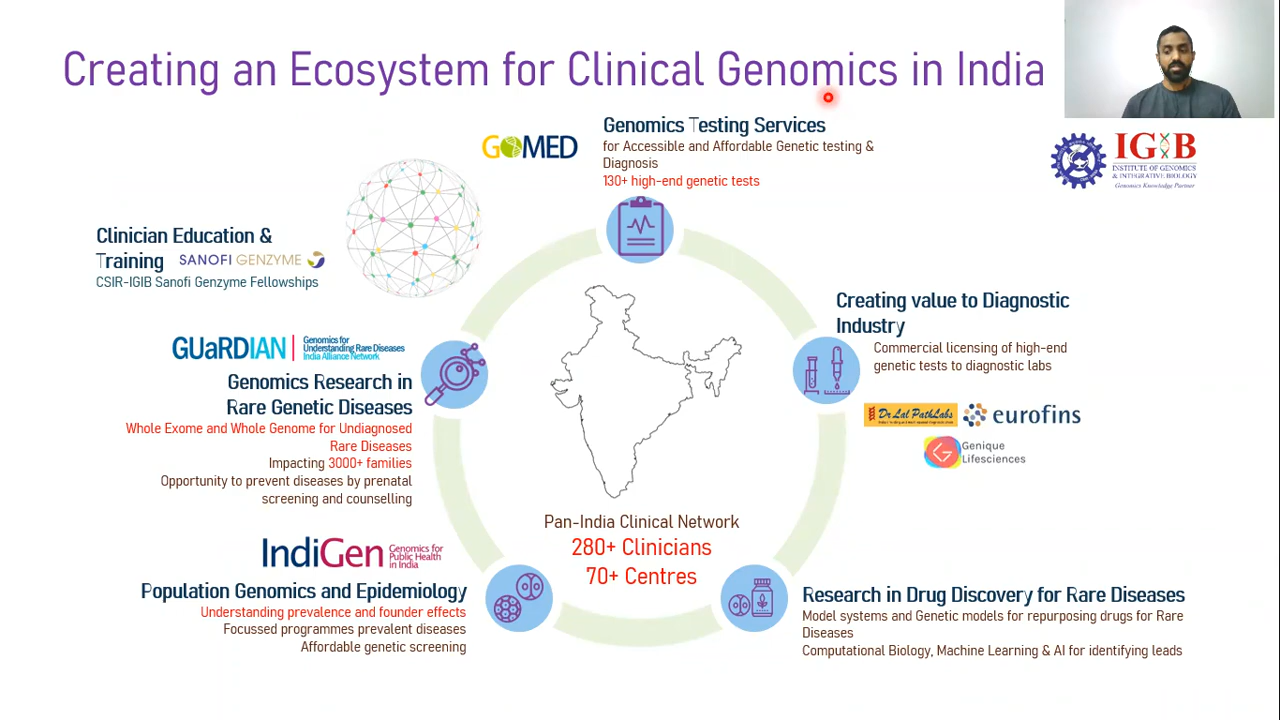 Creating an Ecosystem for Clinical Genomics in India
GOMED
Genomics Testing Services
for Accessible and Affordable Genetic testing &
Diagnosis
130+ high-end genetic tests
IGIB
INSTITUTE OF GENOMICS
& INTEGRATIVE BIOLOGY
Genomics Knowledge Partner
Clinician Education &
Training
SANOFI GENZYME
CSIR-IGIB Sanofi Genzyme Fellowships
Creating value to Diagnostic
Industry
Commercial licensing of high-end
genetic tests to diagnostic labs
Dr Lal PathLabs
eurofins
Genique
Lifesciences
GUaRDIAN
Genomics for
Understanding Rare Diseases
India Alliance Network
Genomics Research in
Rare Genetic Diseases
Whole Exome and Whole Genome for Undiagnosed
Rare Diseases
Impacting 3000+ families
Opportunity to prevent diseases by prenatal
screening and counselling
Pan-India Clinical Network
280+ Clinicians
70+ Centres
IndiGen
Genomics for
Public Health
in India
Population Genomics and Epidemiology
Understanding prevalence and founder effects
Focussed programmes prevalent diseases
Affordable genetic screening
Research in Drug Discovery for Rare Diseases
Model systems and Genetic models for repurposing drugs for Rare
Diseases
Computational Biology, Machine Learning & AI for identifying leads